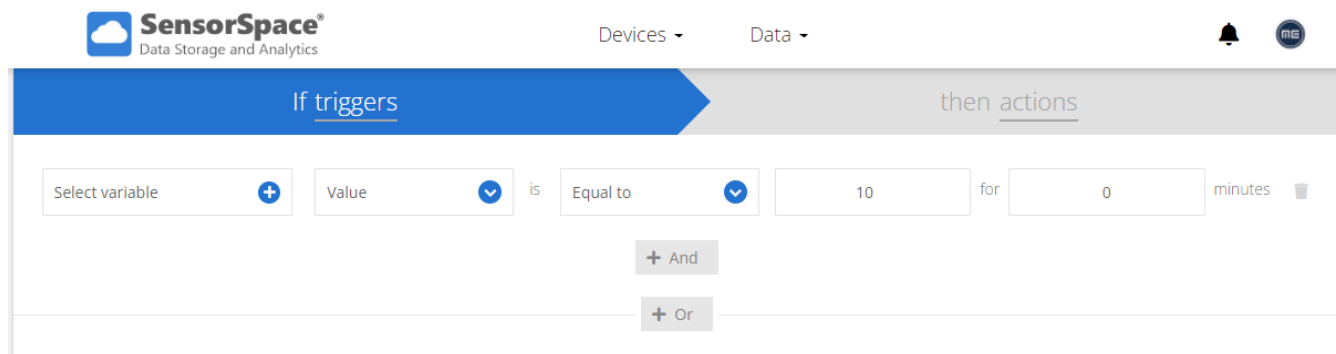 SensorSpace®
Data Storage and Analytics
Devices Data
ME
If triggers then actions
Select variable Value is Equal to 10 for 0 minutes
+ And
+ Or